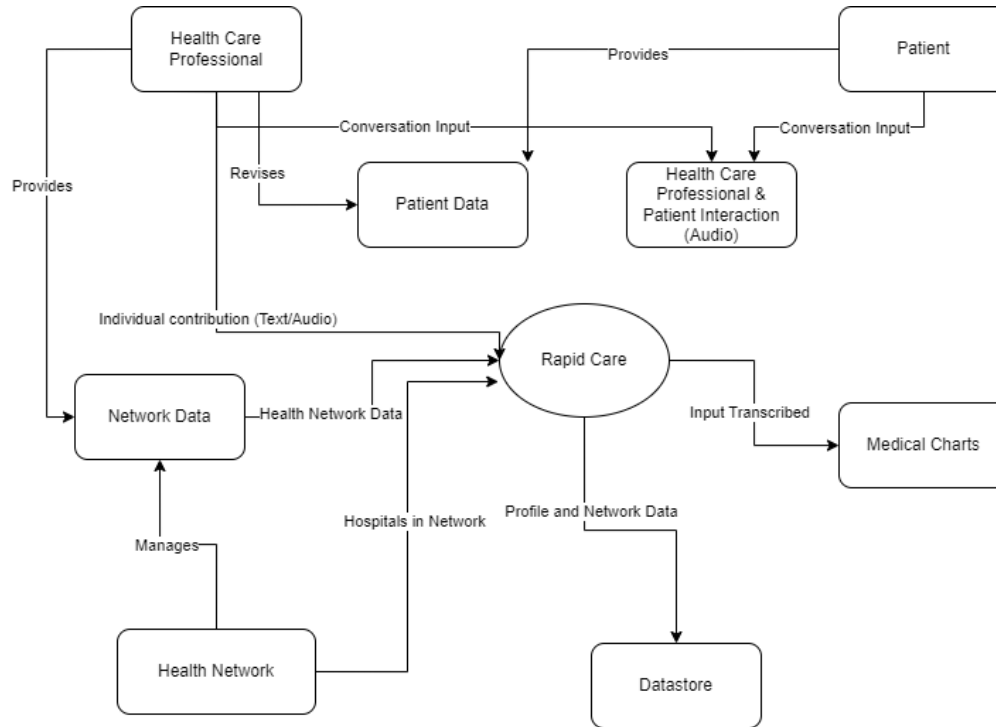 Health Care
Professional
Patient
Provides
Conversation Input
Conversation Input
Revises
Provides
Patient Data
Health Care
Professional &
Patient Interaction
(Audio)
Individual contribution (Text/Audio)
Rapid Care
Network Data
Health Network Data
Input Transcribed
Medical Charts
Hospitals in Network
Profile and Network Data
Manages
Health Network
Datastore